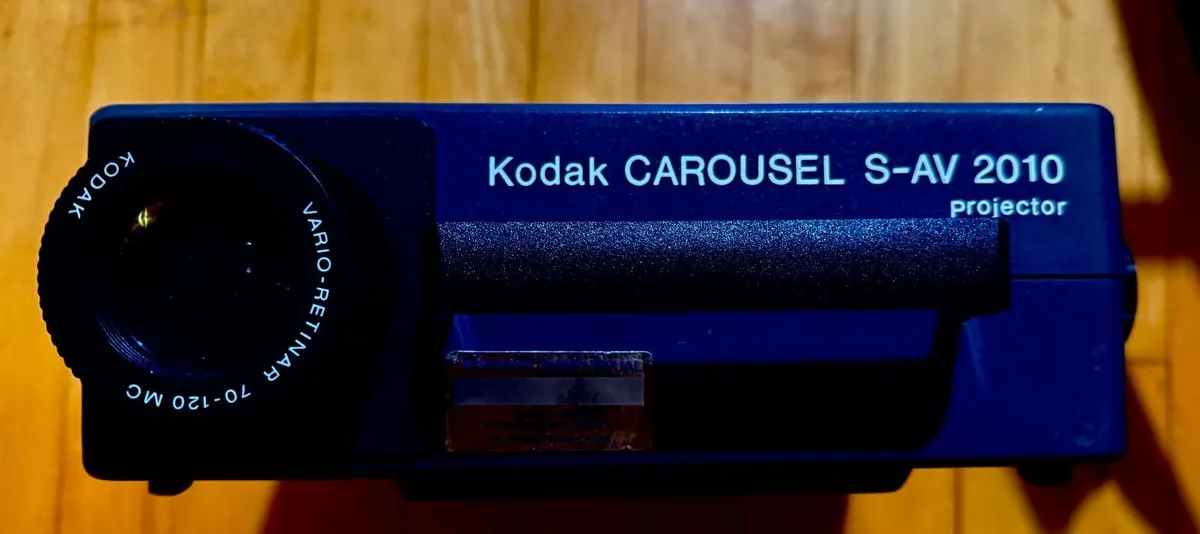 Kodak CAROUSEL S-AV 2010
projector
KODAK
VARIO-RETINAR 70-120 MC